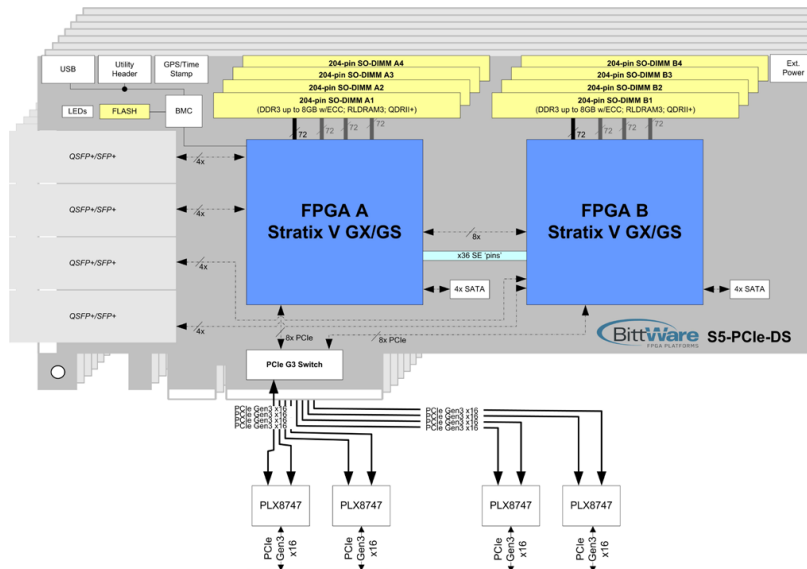 USB
Utility
Header
GPS/Time
Stamp
204-pin SO-DIMM A4
204-pin SO-DIMM A3
204-pin SO-DIMM A2
204-pin SO-DIMM A1
(DDR3 up to 8GB w/ECC; RLDRAM3; QDRII+)
204-pin SO-DIMM B4
204-pin SO-DIMM B3
204-pin SO-DIMM B2
204-pin SO-DIMM B1
(DDR3 up to 8GB w/ECC; RLDRAM3; QDRII+)
Ext.
Power
LEDs
FLASH
BMC
72
72
72
72
72
72
72
72
QSFP+/SFP+
4x
QSFP+/SFP+
4x
QSFP+/SFP+
4x
QSFP+/SFP+
4x
FPGA A
Stratix V GX/GS
8x
x36 SE 'pins'
FPGA B
Stratix V GX/GS
4x SATA
4x SATA
8x PCIe
8x PCIe
BittWare
FPGA PLATFORMS
S5-PCIe-DS
PCIe G3 Switch
PCIe Gen3 x16
PCIe Gen3 x16
PCIe Gen3 x16
PCIe Gen3 x16
PCIe Gen3 x16
PCIe Gen3 x16
PCIe Gen3 x16
PCIe Gen3 x16
PLX8747
PLX8747
PLX8747
PLX8747
PCIe
Gen3
x16
PCIe
Gen3
x16
PCIe
Gen3
x16
PCIe
Gen3
x16